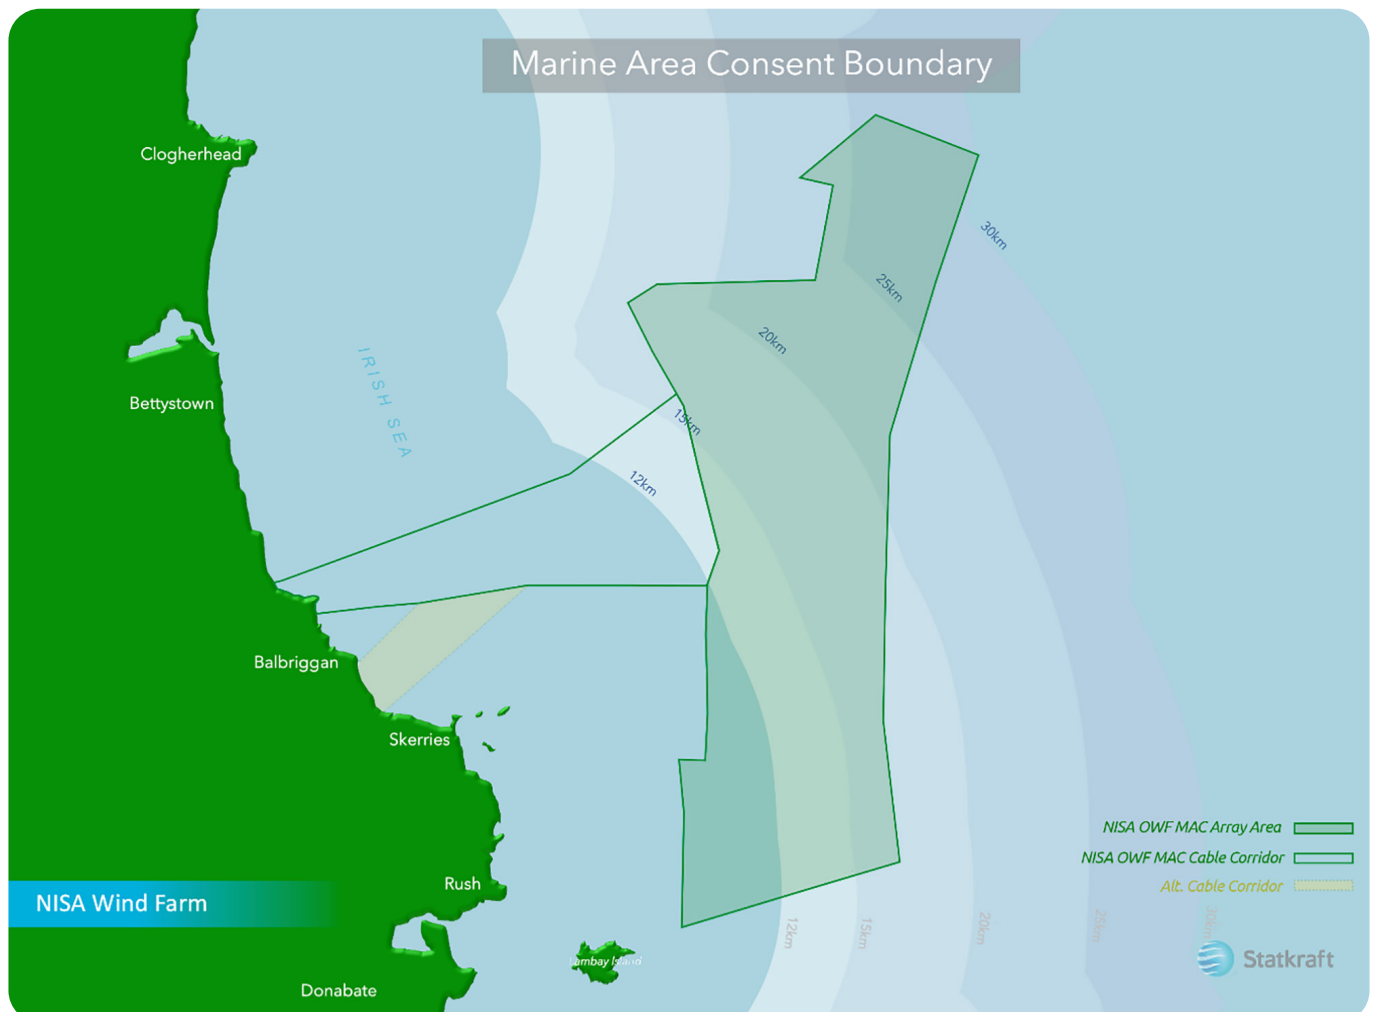 Marine Area Consent Boundary
Clogherhead
30km
25km
20km
IRISH SEA
Bettystown
15km
12km
Balbriggan
Skerries
NISA OWF MAC Array Area
NISA OWF MAC Cable Corridor
Alt. Cable Corridor
Rush
NISA Wind Farm
12km
15km
20km
25km
30km
Lambay Island
Statkraft
Donabate